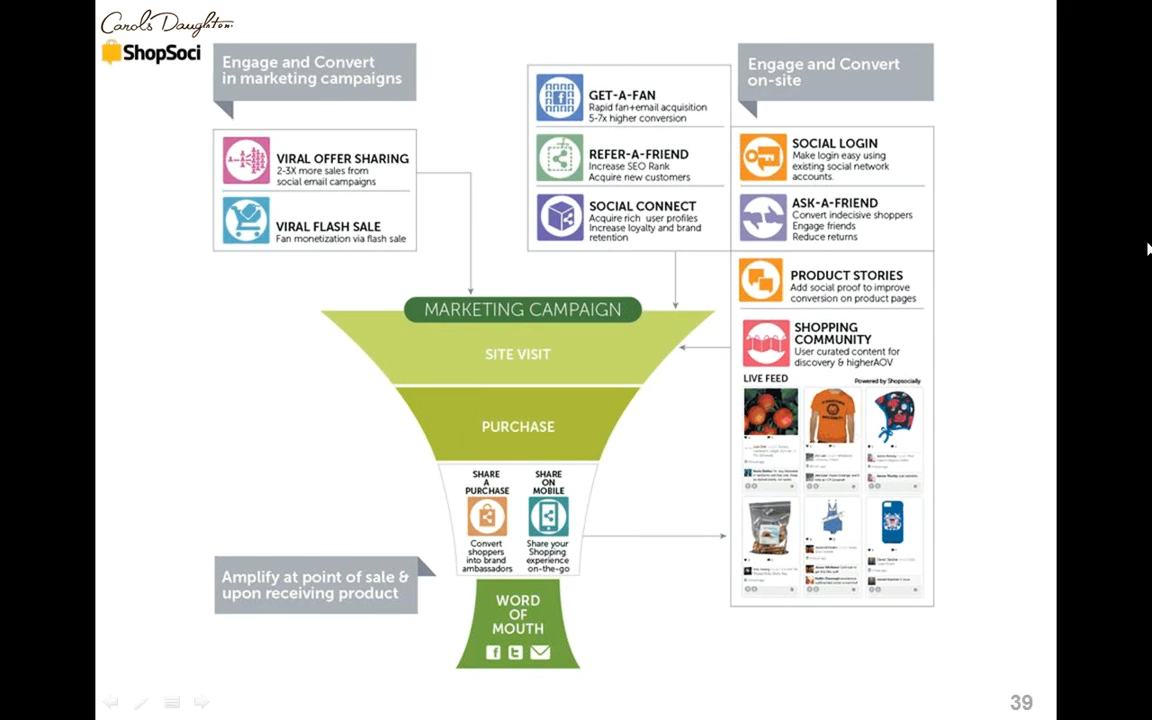 Carol's Daughter.
ShopSoci
Engage and Convert
in marketing campaigns
VIRAL OFFER SHARING
2-3X more sales from
social email campaigns
VIRAL FLASH SALE
Fan monetization via flash sale
GET-A-FAN
Rapid fan+email acquisition
5-7x higher conversion
REFER-A-FRIEND
Increase SEO Rank
Acquire new customers
SOCIAL CONNECT
Acquire rich user profiles
Increase loyalty and brand
retention
Engage and Convert
on-site
SOCIAL LOGIN
Make login easy using
existing social network
accounts.
ASK-A-FRIEND
Convert indecisive shoppers
Engage friends
Reduce returns
PRODUCT STORIES
Add social proof to improve
conversion on product pages
SHOPPING
COMMUNITY
User curated content for
discovery & higherAOV
LIVE FEED
Powered by Shopsocially
MARKETING CAMPAIGN
SITE VISIT
PURCHASE
SHARE
A
PURCHASE
Convert
shoppers
into brand
ambassadors
SHARE
ON
MOBILE
Share your
Shopping
experience
on-the-go
Amplify at point of sale &
upon receiving product
WORD
OF
MOUTH
39